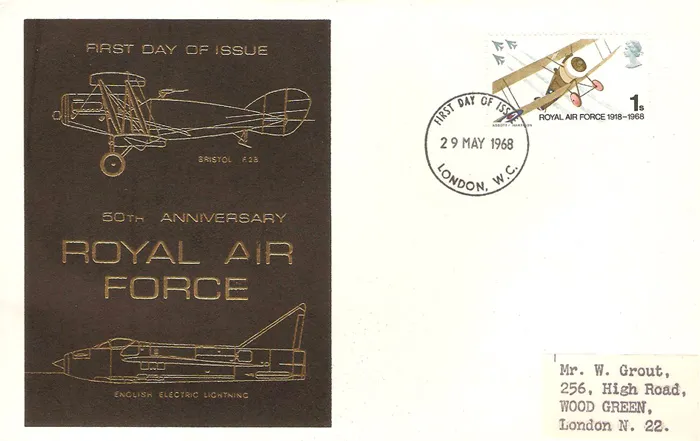 FIRST DAY OF ISSUE
BRISTOL F.2B
50TH ANNIVERSARY
ROYAL AIR
FORCE
ENGLISH ELECTRIC LIGHTNING
1s
ROYAL AIR FORCE 1918-1968
FIRST DAY OF ISSUE
29 MAY 1968
LONDON, W.C.
Mr. W. Grout,
256, High Road,
WOOD GREEN,
London N. 22.